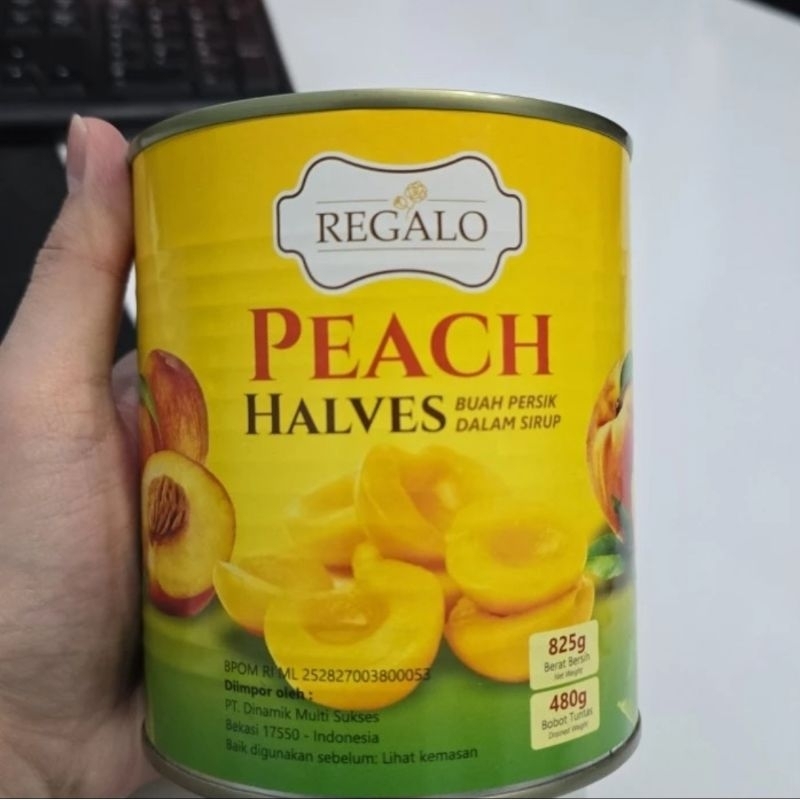 REGALO
PEACH
HALVES
BUAH PERSIK
DALAM SIRUP
825g
Berat Bersih
Net Weight
480g
Bobot Tuntas
Drained Weight
BPOM RI ML 252827003800053
Diimpor oleh :
PT. Dinamik Multi Sukses
Bekasi 17550 - Indonesia
Baik digunakan sebelum: Lihat kemasan